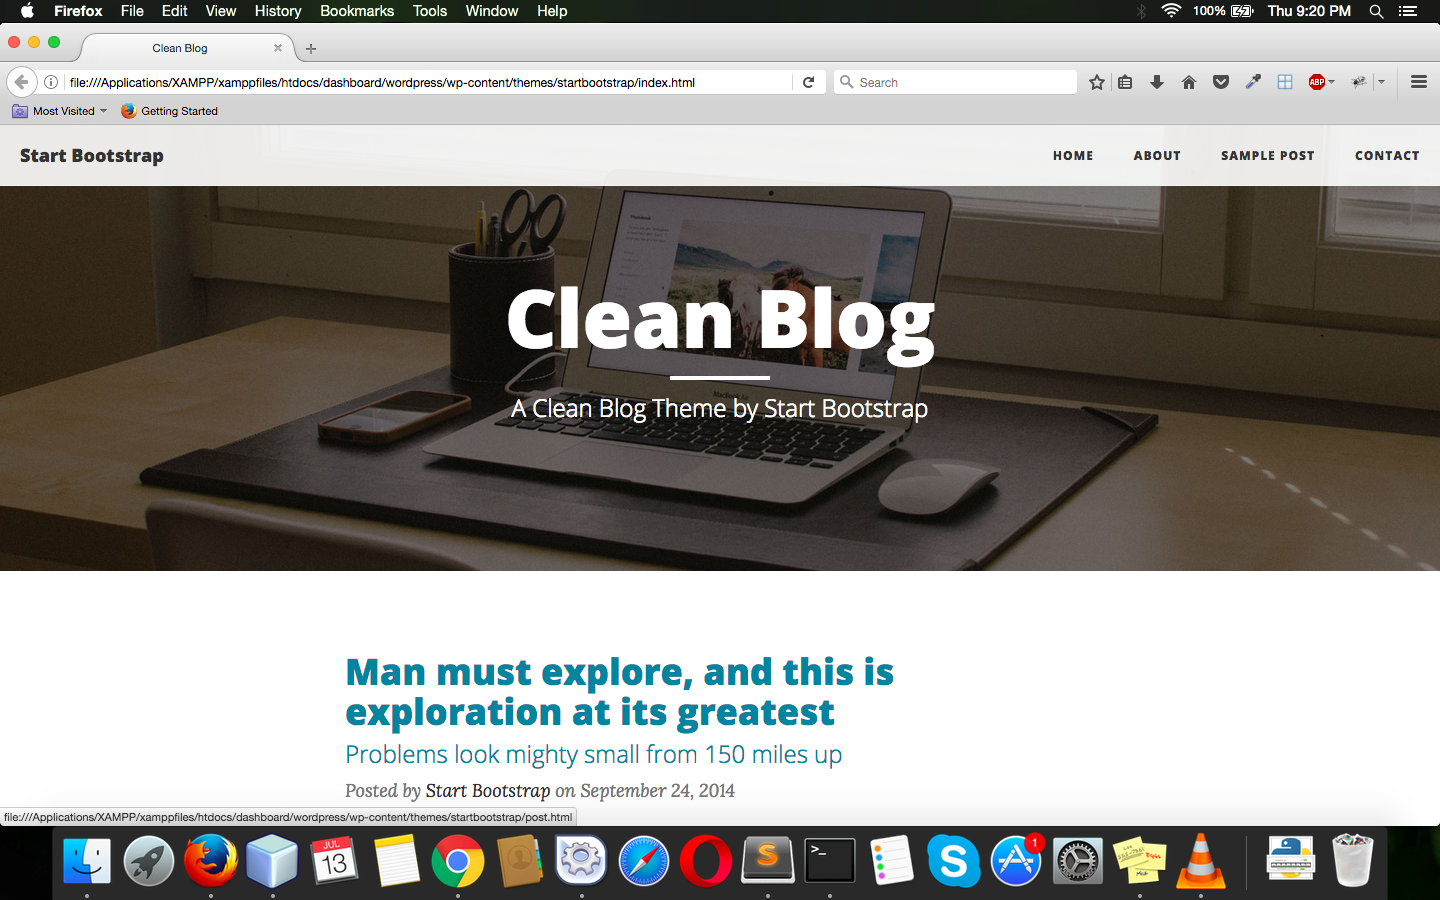 Firefox File Edit View History Bookmarks Tools Window Help 100% Thu 9:20 PM
Clean Blog
file:///Applications/XAMPP/xamppfiles/htdocs/dashboard/wordpress/wp-content/themes/startbootstrap/index.html Search ABP
Most Visited Getting Started
Start Bootstrap HOME ABOUT SAMPLE POST CONTACT
Clean Blog
A Clean Blog Theme by Start Bootstrap
Man must explore, and this is
exploration at its greatest
Problems look mighty small from 150 miles up
Posted by Start Bootstrap on September 24, 2014
file:///Applications/XAMPP/xamppfiles/htdocs/dashboard/wordpress/wp-content/themes/startbootstrap/post.html
JUL
13
S
>_
S
1